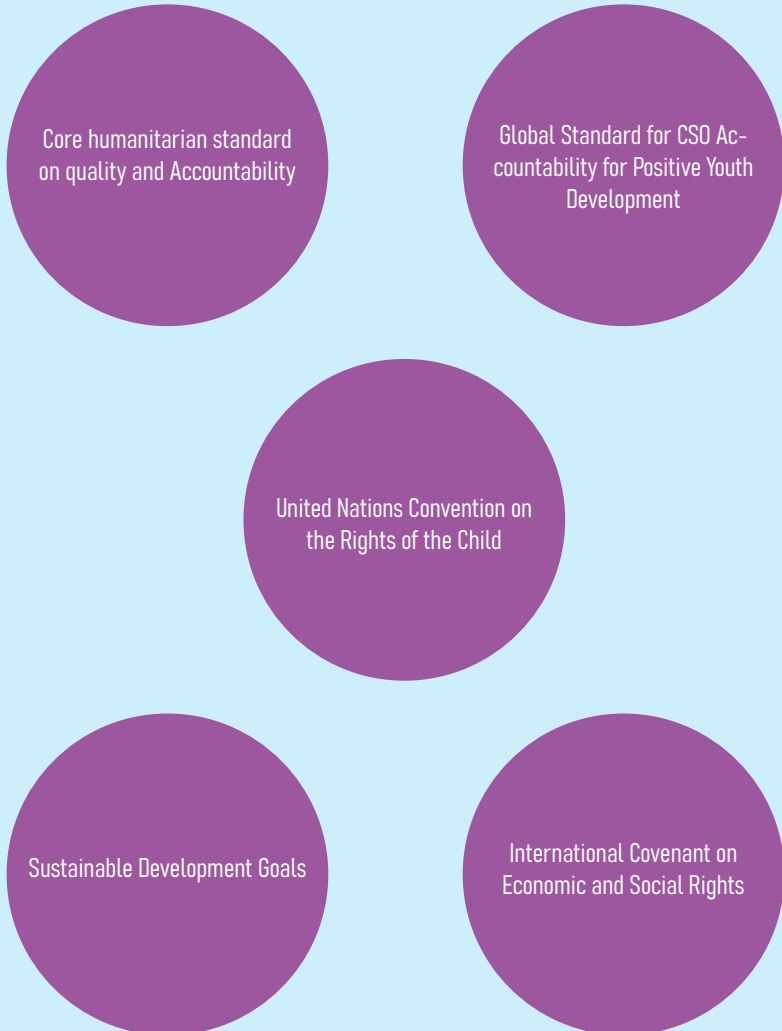 Core humanitarian standard
on quality and Accountability
Global Standard for CSO Ac-
countability for Positive Youth
Development
United Nations Convention on
the Rights of the Child
Sustainable Development Goals
International Covenant on
Economic and Social Rights